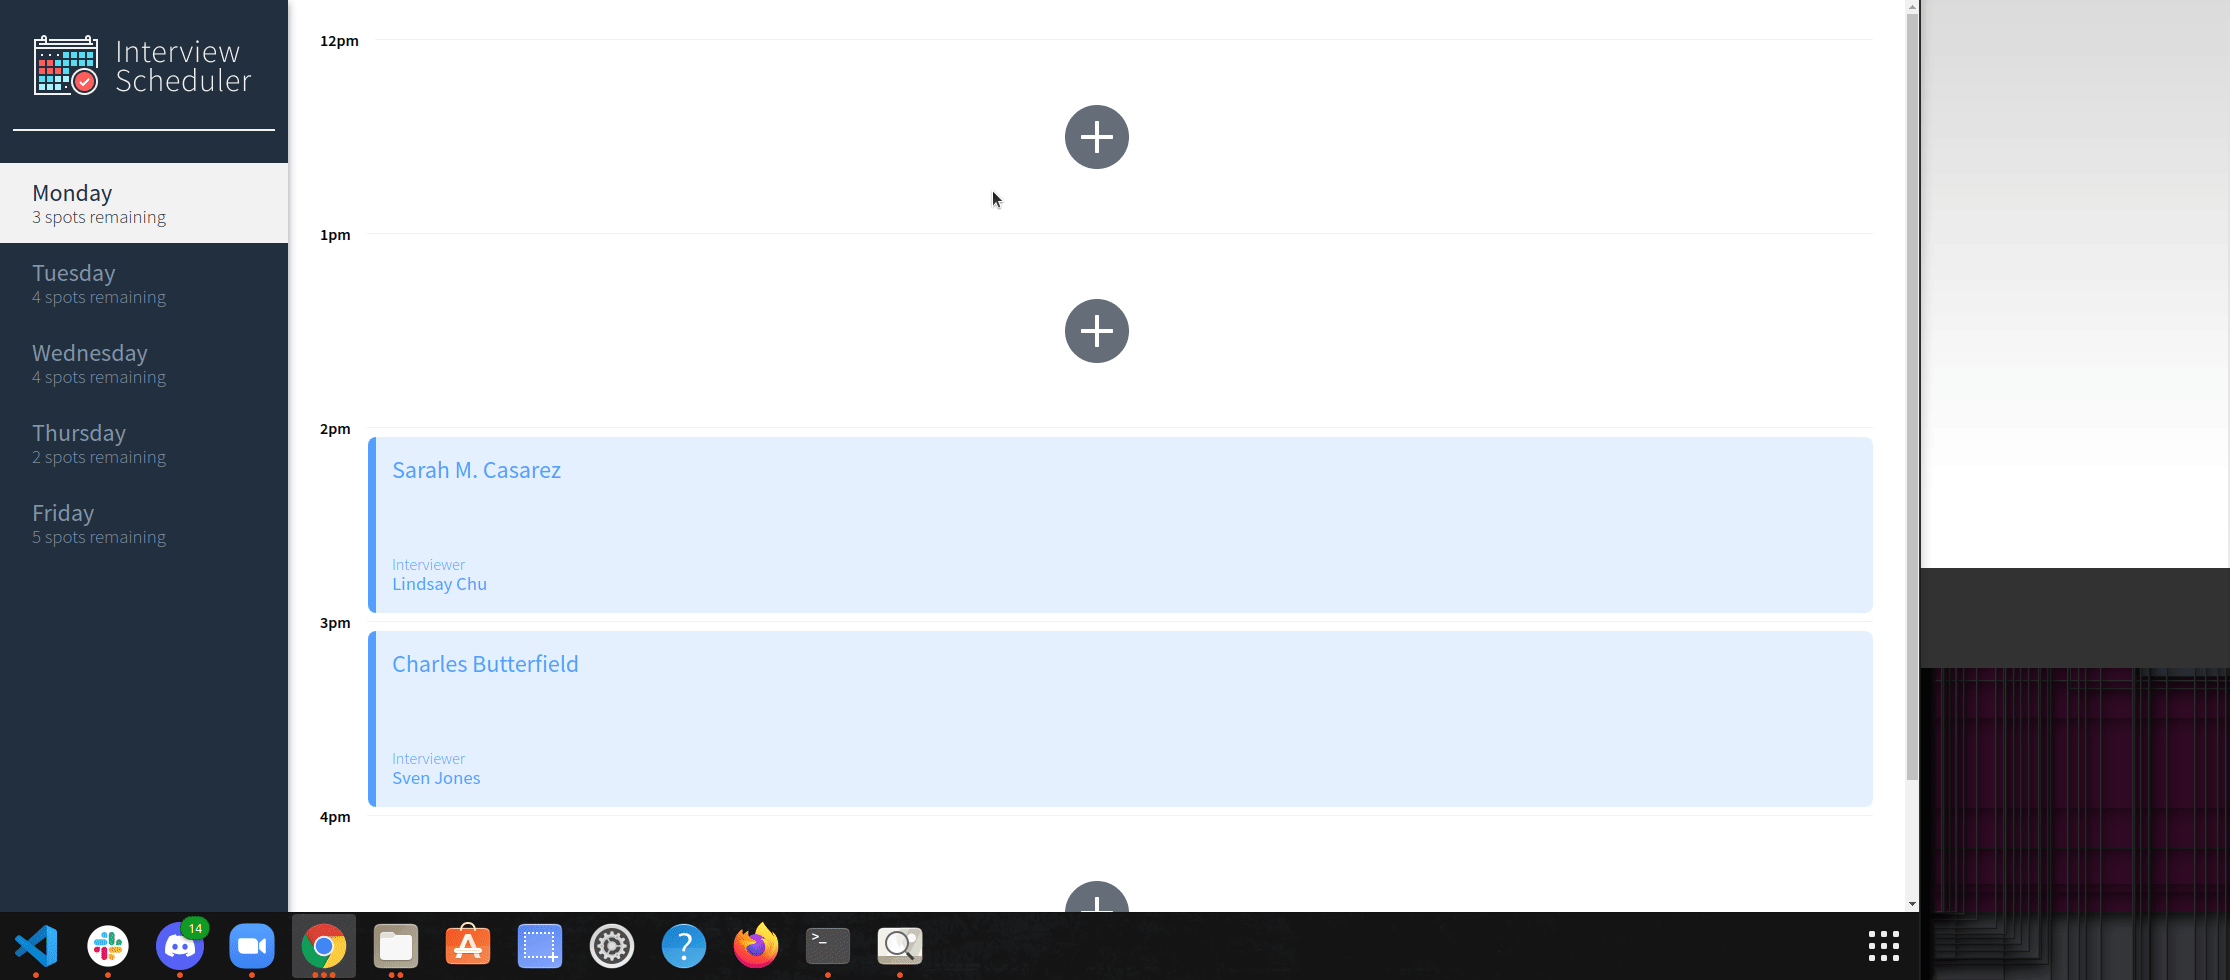 Interview
Scheduler
Monday
3 spots remaining
Tuesday
4 spots remaining
Wednesday
4 spots remaining
Thursday
2 spots remaining
Friday
5 spots remaining
12pm
1pm
2pm
Sarah M. Casarez
Interviewer
Lindsay Chu
3pm
Charles Butterfield
Interviewer
Sven Jones
4pm
14
?
>_